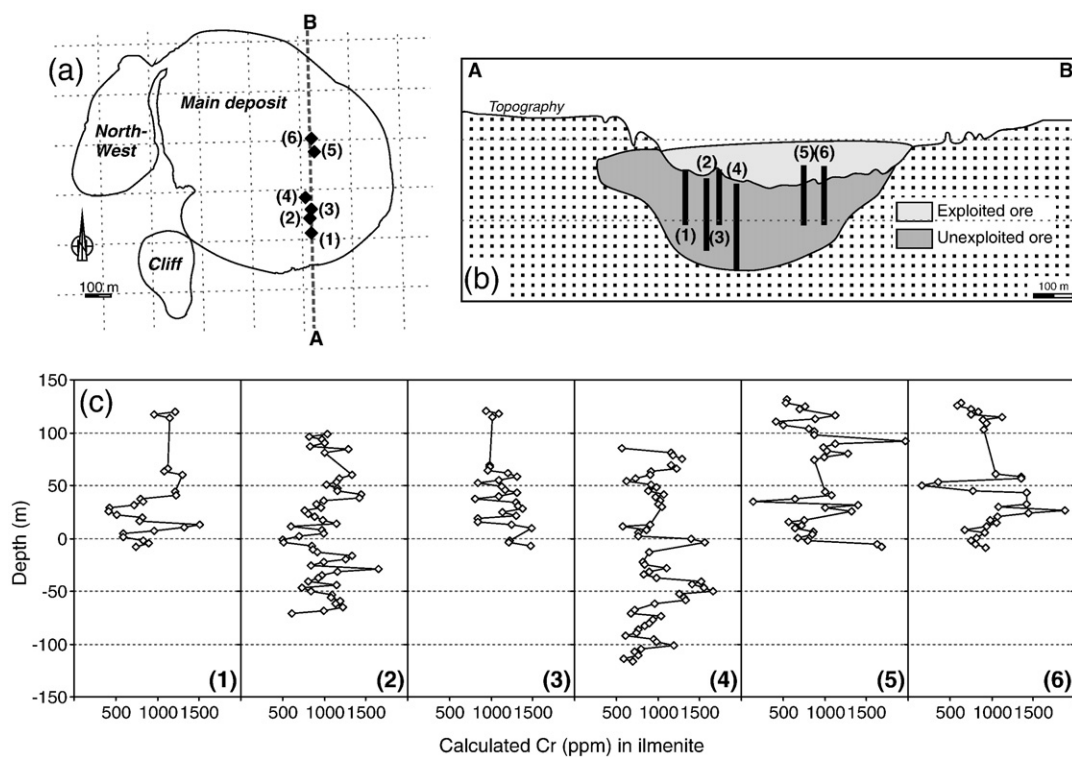 (a)
B
Main deposit
North-
West
(6)
(5)
(4)
(3)
(2)
(1)
Cliff
100 m
A
A
B
Topography
(2)
(4)
(5)(6)
(1)
(3)
Exploited ore
Unexploited ore
(b)
100 m
(c)
Depth (m)
150
100
50
0
-50
-100
-150
(1)
(2)
(3)
(4)
(5)
(6)
500 1000 1500
500 1000 1500
500 1000 1500
500 1000 1500
500 1000 1500
500 1000 1500
Calculated Cr (ppm) in ilmenite